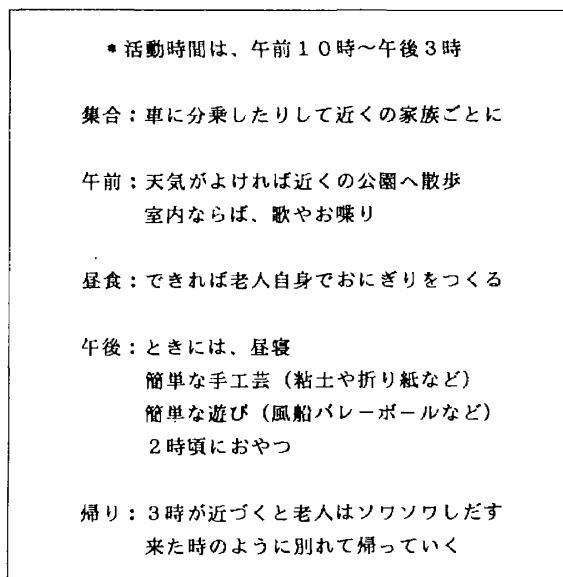 *活動時間は、午前10時～午後3時
集合：車に分乗したりして近くの家族ごとに
午前：天気がよければ近くの公園へ散歩
室内ならば、歌やお喋り
昼食：できれば老人自身でおにぎりをつくる
午後：ときには、昼寝
簡単な手工芸（粘土や折り紙など）
簡単な遊び（風船バレーボールなど）
2時頃におやつ
帰り：3時が近づくと老人はソワソワしだす
来た時のように別れて帰っていく